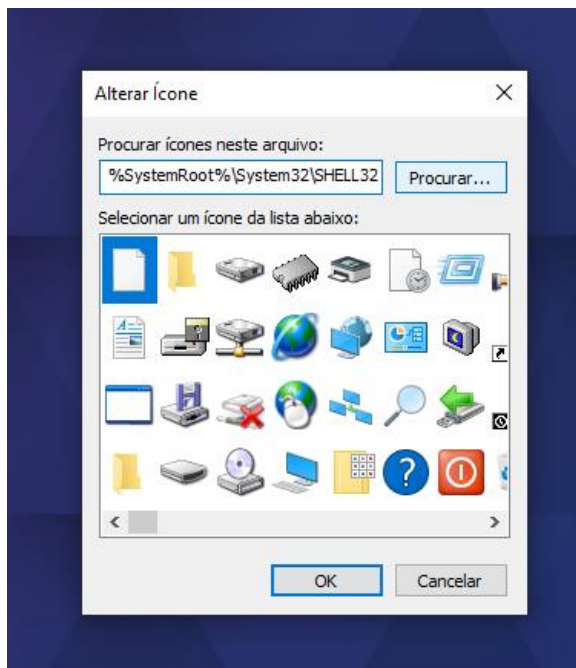 Alterar Ícone
Procurar ícones neste arquivo:
%SystemRoot%\System32\SHELL32
Procurar...
Selecionar um ícone da lista abaixo:
OK
Cancelar